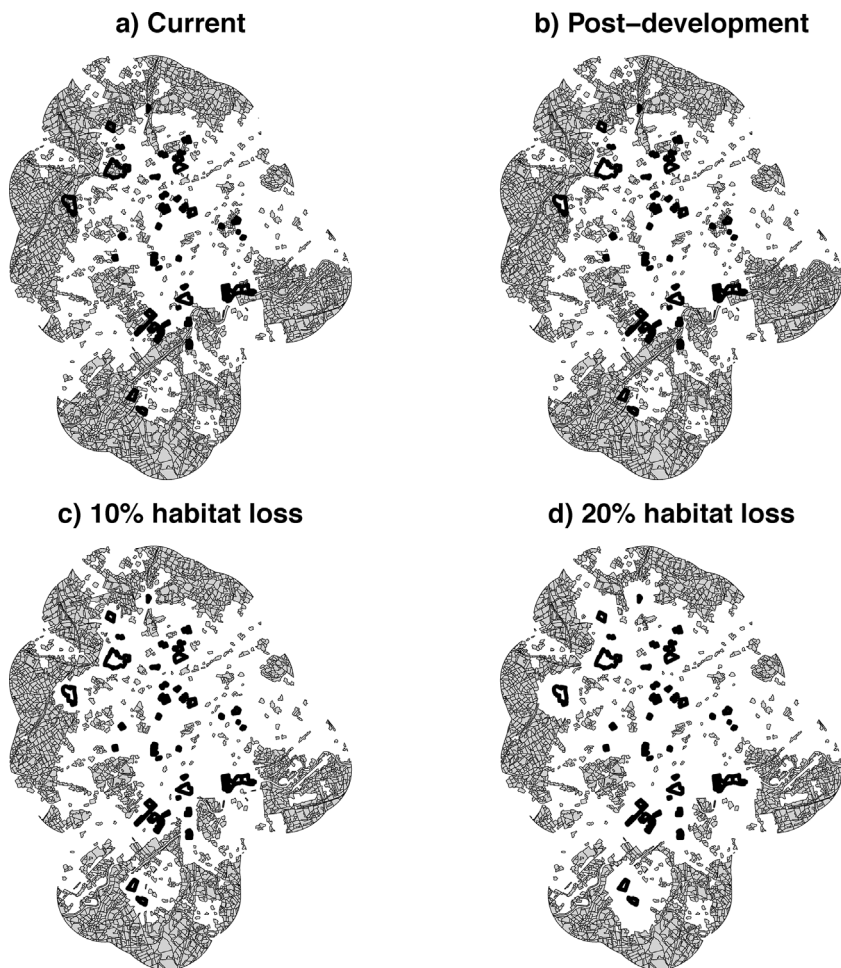 a) Current
b) Post–development
c) 10% habitat loss
d) 20% habitat loss